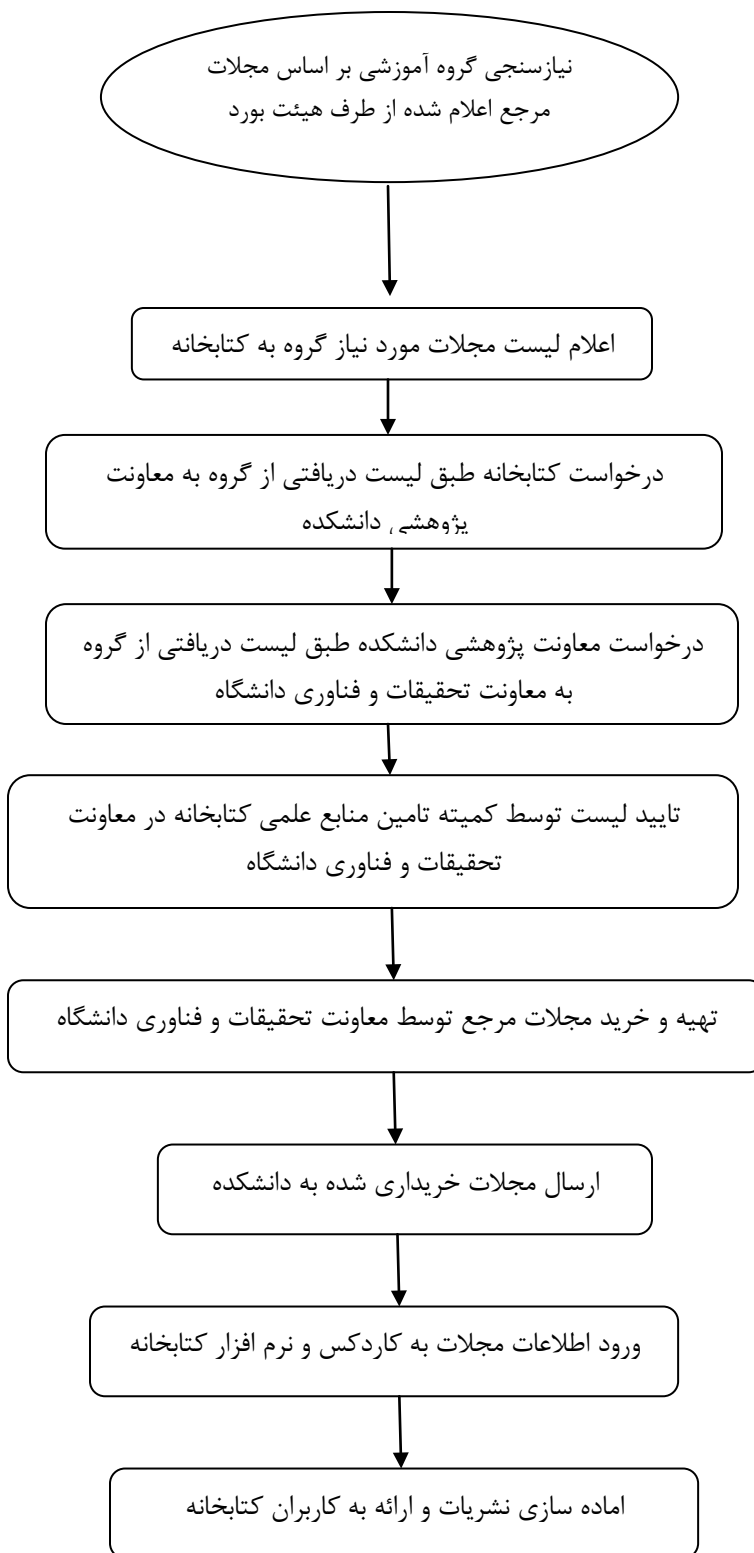 نیازسنجی گروه آموزشی بر اساس مجلات
مرجع اعلام شده از طرف هیئت بورد
اعلام لیست مجلات مورد نیاز گروه به کتابخانه
درخواست کتابخانه طبق لیست دریافتی از گروه به معاونت
پژوهشی دانشکده
درخواست معاونت پژوهشی دانشکده طبق لیست دریافتی از گروه
به معاونت تحقیقات و فناوری دانشگاه
تایید لیست توسط کمیته تامین منابع علمی کتابخانه در معاونت
تحقیقات و فناوری دانشگاه
تهیه و خرید مجلات مرجع توسط معاونت تحقیقات و فناوری دانشگاه
ارسال مجلات خریداری شده به دانشکده
ورود اطلاعات مجلات به کاردکس و نرم افزار کتابخانه
اماده سازی نشریات و ارائه به کاربران کتابخانه